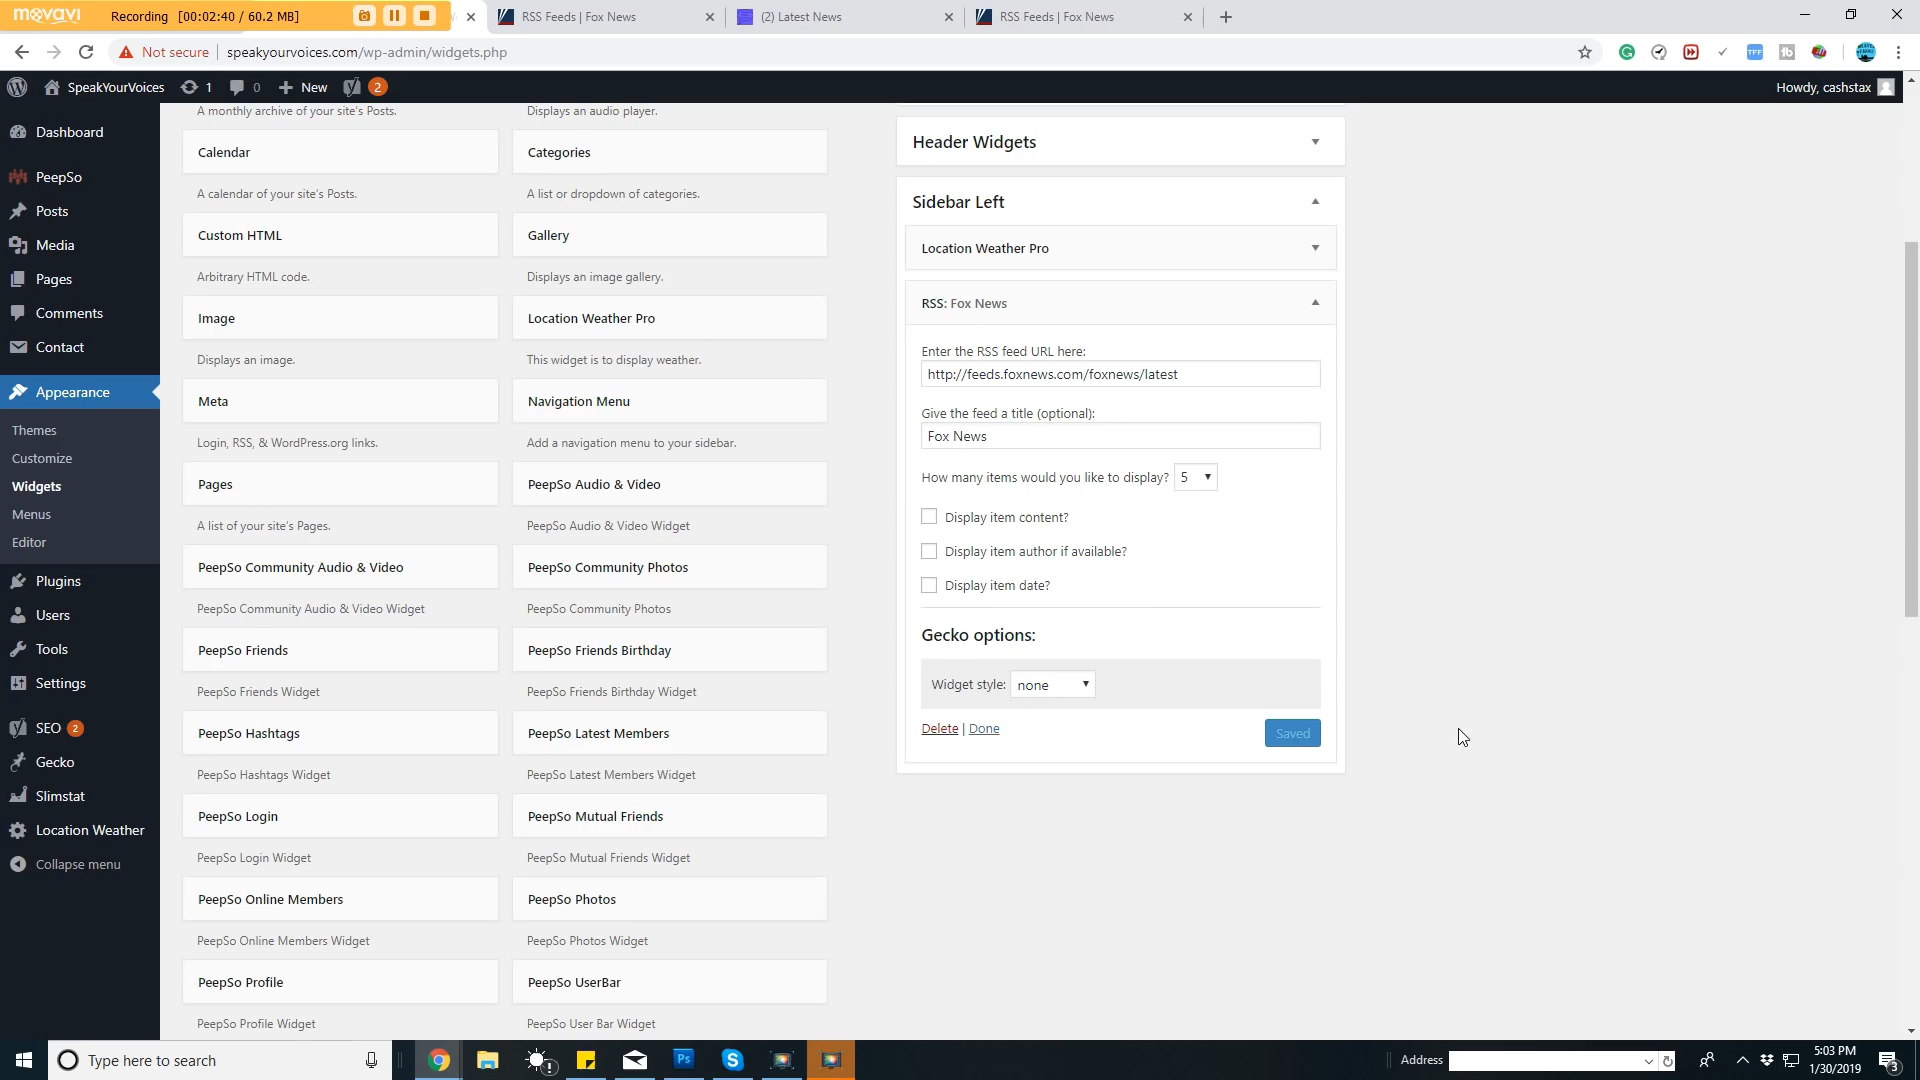 movavi
Recording [00:02:40 / 60.2 MB]
RSS Feeds | Fox News
(2) Latest News
RSS Feeds | Fox News
Not secure
speakyourvoices.com/wp-admin/widgets.php
SpeakYourVoices
1
0
New
2
Howdy, cashstax
Dashboard
PeepSo
Posts
Media
Pages
Comments
Contact
Appearance
Themes
Customize
Widgets
Menus
Editor
Plugins
Users
Tools
Settings
SEO 2
Gecko
Slimstat
Location Weather
Collapse menu
A monthly archive of your site's Posts.
Displays an audio player.
Calendar
Categories
A calendar of your site's Posts.
A list or dropdown of categories.
Custom HTML
Gallery
Arbitrary HTML code.
Displays an image gallery.
Image
Location Weather Pro
Displays an image.
This widget is to display weather.
Meta
Navigation Menu
Login, RSS, & WordPress.org links.
Add a navigation menu to your sidebar.
Pages
PeepSo Audio & Video
A list of your site's Pages.
PeepSo Audio & Video Widget
PeepSo Community Audio & Video
PeepSo Community Photos
PeepSo Community Audio & Video Widget
PeepSo Community Photos
PeepSo Friends
PeepSo Friends Birthday
PeepSo Friends Widget
PeepSo Friends Birthday Widget
PeepSo Hashtags
PeepSo Latest Members
PeepSo Hashtags Widget
PeepSo Latest Members Widget
PeepSo Login
PeepSo Mutual Friends
PeepSo Login Widget
PeepSo Mutual Friends Widget
PeepSo Online Members
PeepSo Photos
PeepSo Online Members Widget
PeepSo Photos Widget
PeepSo Profile
PeepSo UserBar
PeepSo Profile Widget
PeepSo User Bar Widget
Header Widgets
Sidebar Left
Location Weather Pro
RSS: Fox News
Enter the RSS feed URL here:
http://feeds.foxnews.com/foxnews/latest
Give the feed a title (optional):
Fox News
How many items would you like to display? 5
Display item content?
Display item author if available?
Display item date?
Gecko options:
Widget style: none
Delete | Done
Saved
Type here to search
Address
5:03 PM
1/30/2019
3